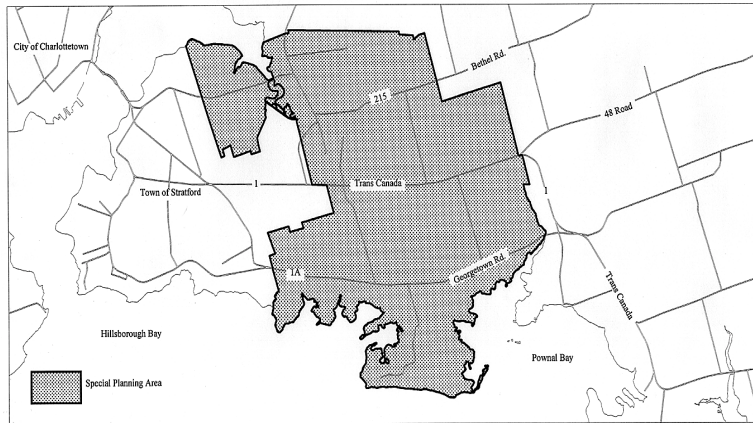 City of Charlottetown
Bethel Rd.
215
48 Road
Town of Stratford
1
Trans Canada
1
1A
Georgetown Rd.
Trans Canada
Hillsborough Bay
Pownal Bay
Special Planning Area